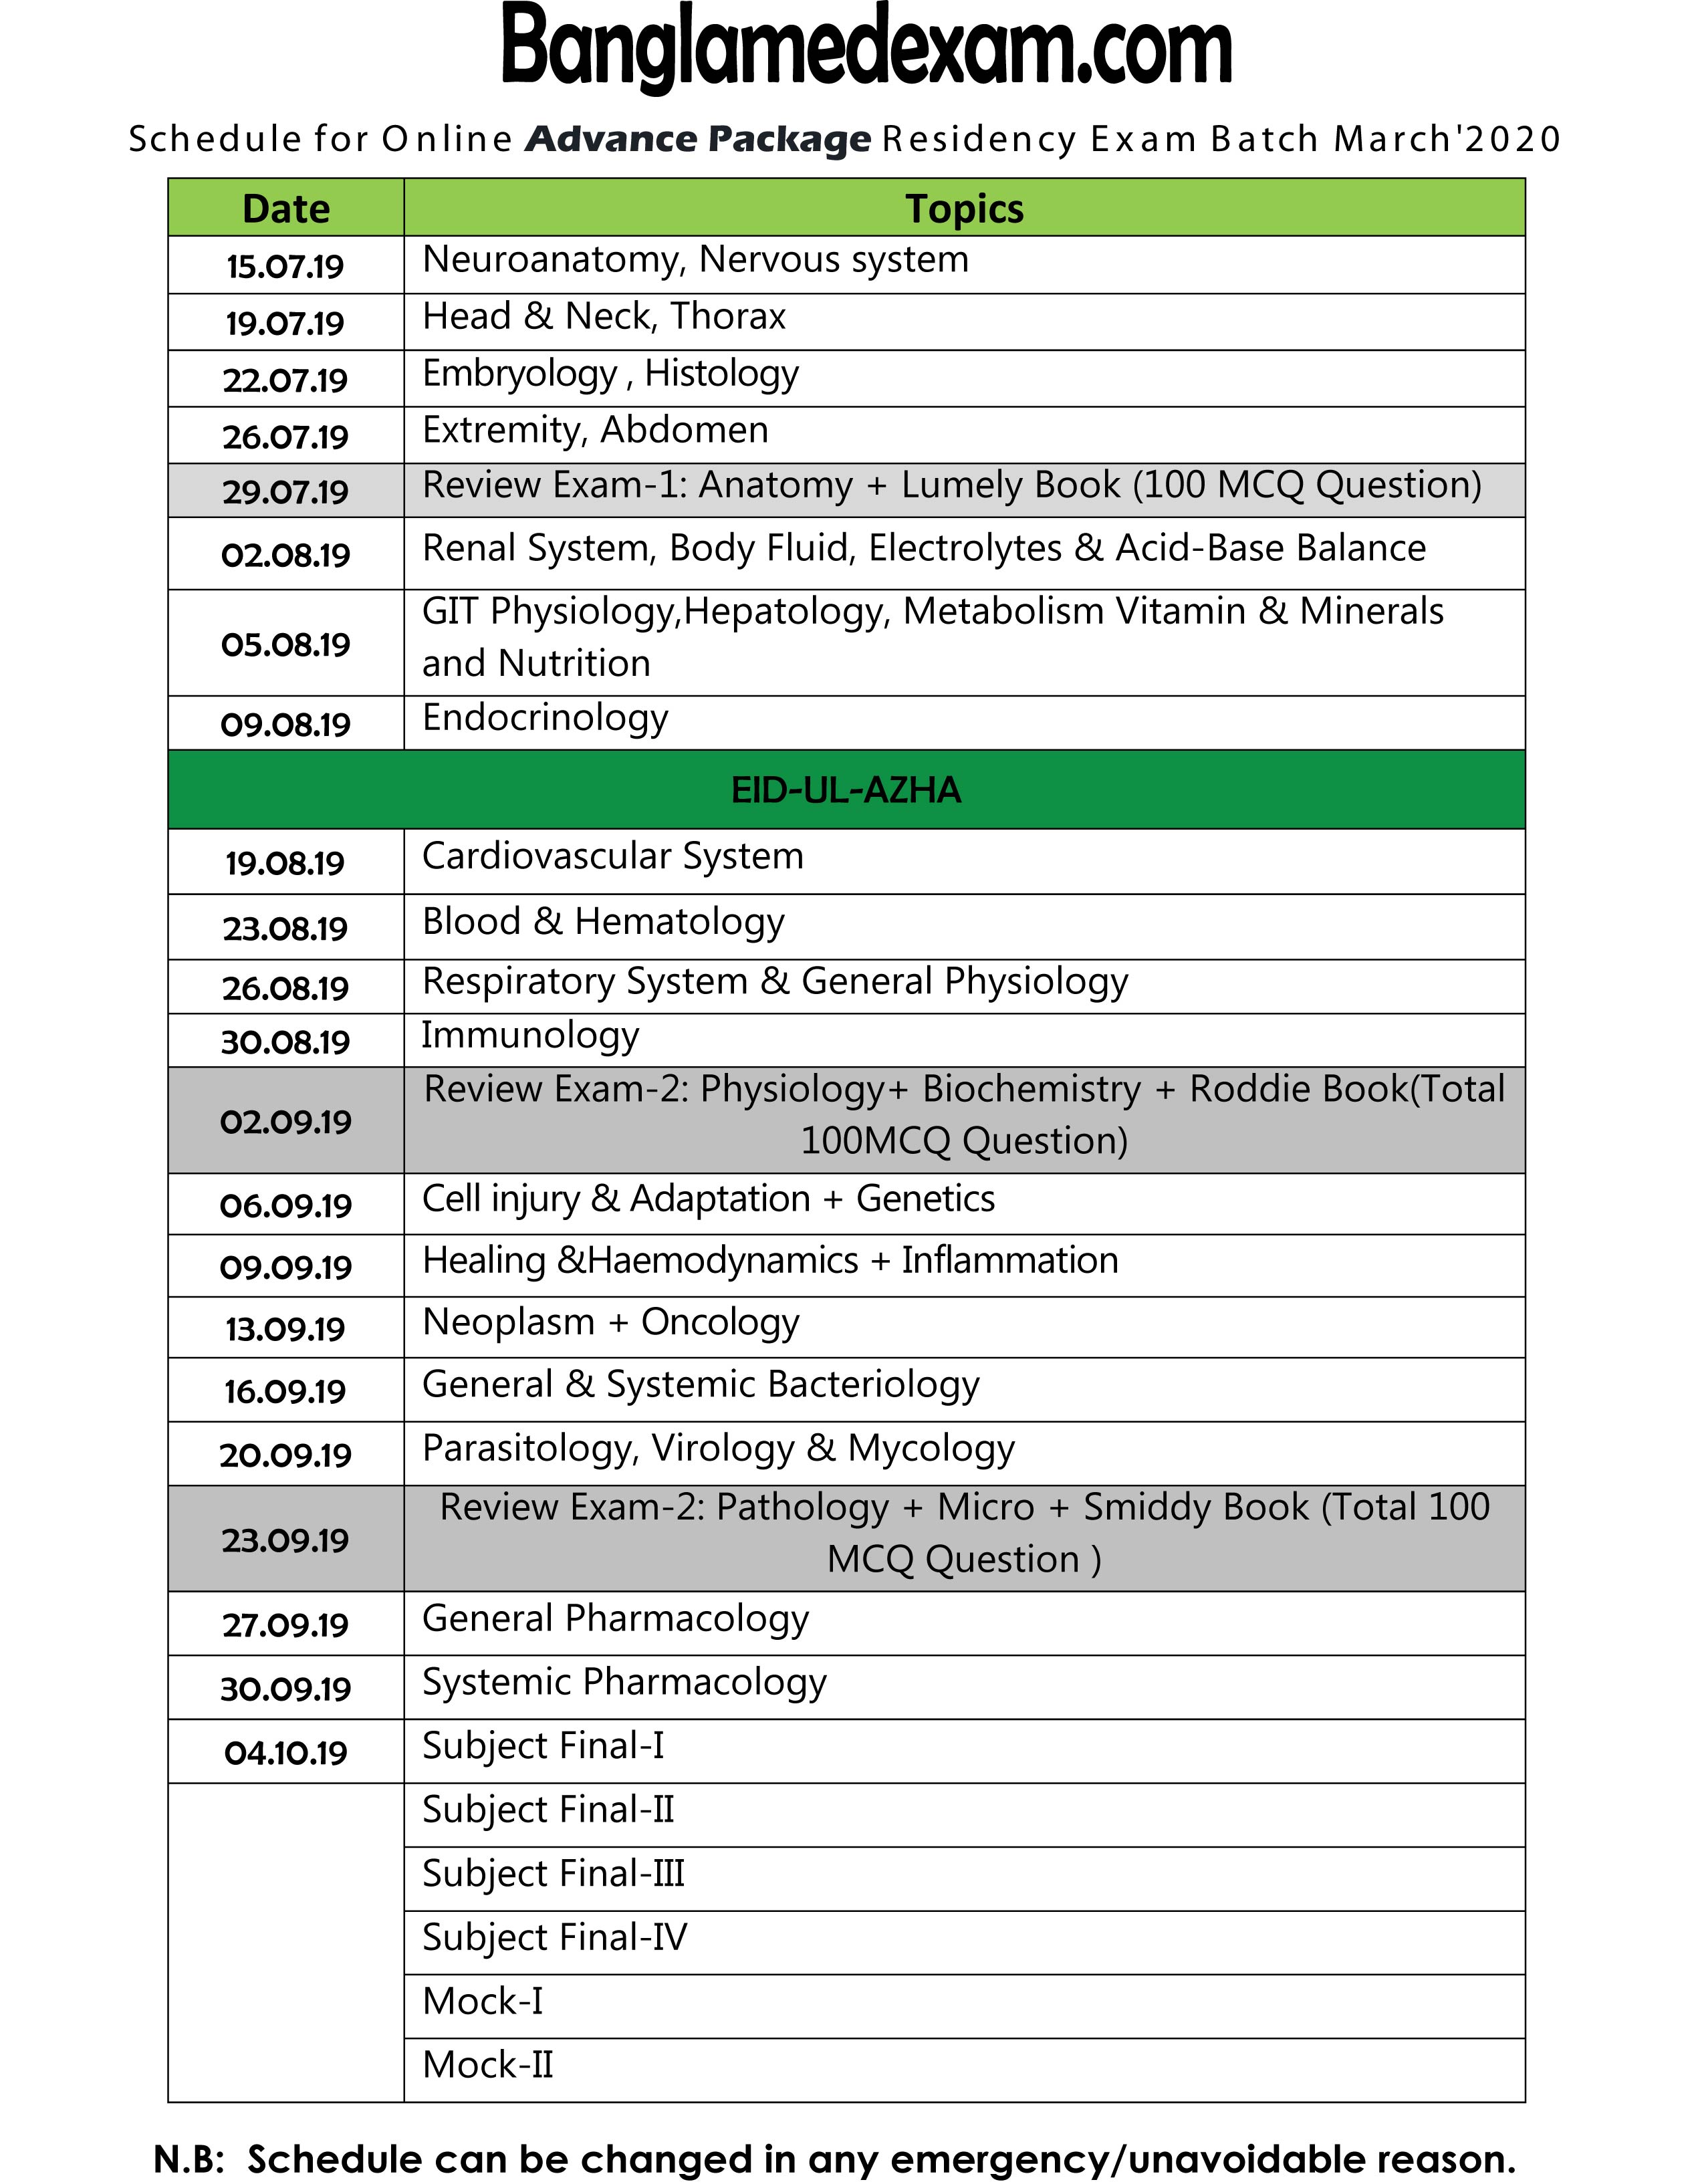 Banglamedexam.com
Schedule for Online Advance Package Residency Exam Batch March'2020
Date Topics
15.07.19 Neuroanatomy, Nervous system
19.07.19 Head & Neck, Thorax
22.07.19 Embryology , Histology
26.07.19 Extremity, Abdomen
29.07.19 Review Exam-1: Anatomy + Lumely Book (100 MCQ Question)
02.08.19 Renal System, Body Fluid, Electrolytes & Acid-Base Balance
05.08.19 GIT Physiology,Hepatology, Metabolism Vitamin & Minerals
and Nutrition
09.08.19 Endocrinology
EID-UL-AZHA
19.08.19 Cardiovascular System
23.08.19 Blood & Hematology
26.08.19 Respiratory System & General Physiology
30.08.19 Immunology
02.09.19 Review Exam-2: Physiology+ Biochemistry + Roddie Book(Total
100MCQ Question)
06.09.19 Cell injury & Adaptation + Genetics
09.09.19 Healing &Haemodynamics + Inflammation
13.09.19 Neoplasm + Oncology
16.09.19 General & Systemic Bacteriology
20.09.19 Parasitology, Virology & Mycology
23.09.19 Review Exam-2: Pathology + Micro + Smiddy Book (Total 100
MCQ Question )
27.09.19 General Pharmacology
30.09.19 Systemic Pharmacology
04.10.19 Subject Final-I
Subject Final-II
Subject Final-III
Subject Final-IV
Mock-I
Mock-II
N.B: Schedule can be changed in any emergency/unavoidable reason.